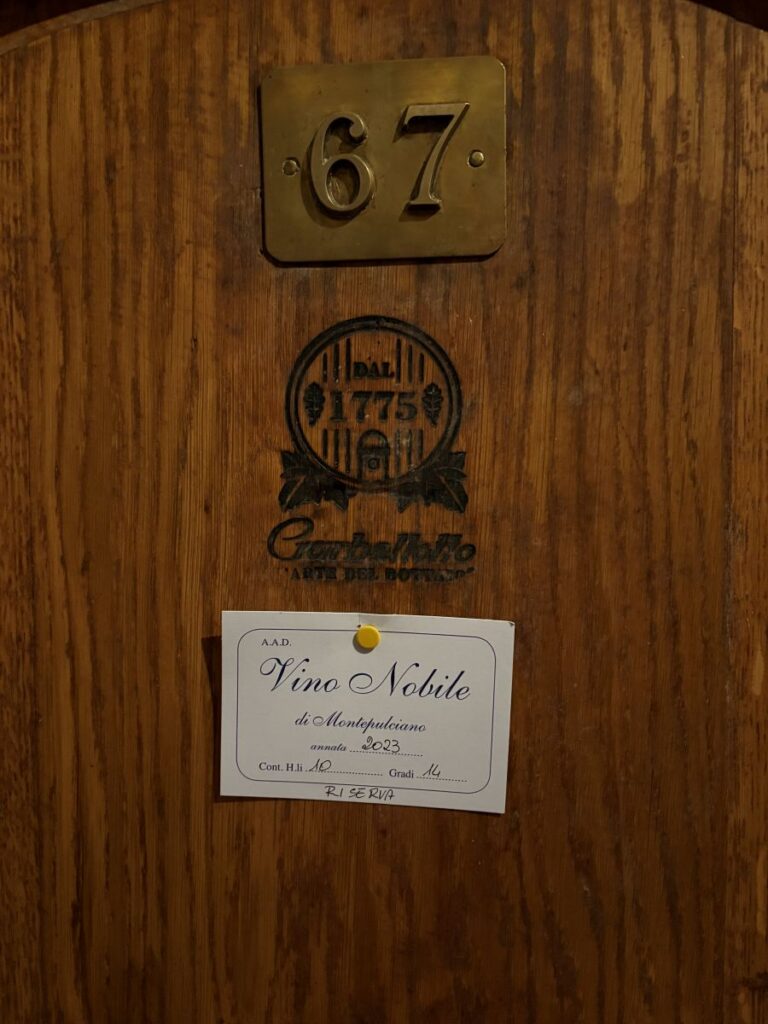 67
DAL
1775
Garbellotto
"ARTE DEL BOTTAIO"
A.A.D.
Vino Nobile
di Montepulciano
annata 2023
Cont. H.li 10 Gradi 14
RISERVA